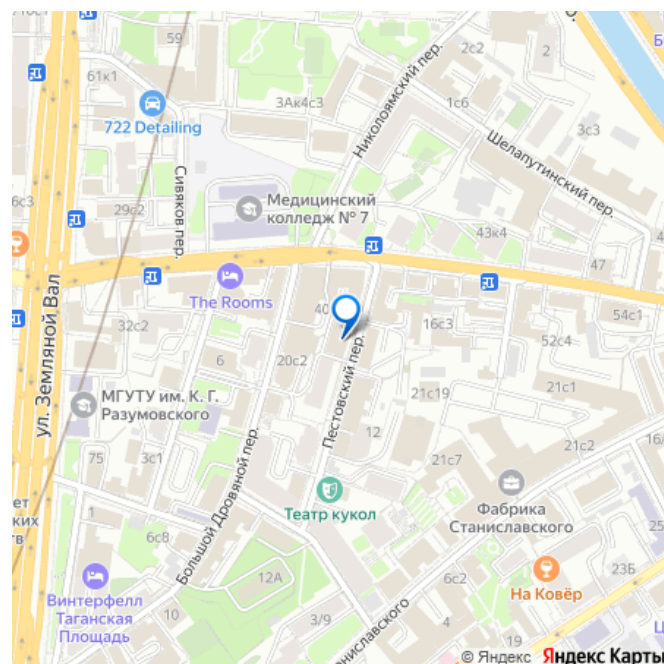 59
2с2
2
61к1
3Ак4с3
1с6
722 Detailing
Николоямский пер.
3с3
Шелапутинский пер.
Сивяков пер.
Медицинский
колледж № 7
6с3
29с2
43к4
47
The Rooms
ул. Земляной Вал
32с2
40
16с3
54с1
52с4
6
20с2
Пестовский пер.
21с19
21с1
МГУТУ им. К. Г.
Разумовского
12
21с2
75
3с1
21с7
Большой Дровяной пер.
Театр кукол
Фабрика
Станиславского
1
6с8
25
12А
6с2
23Б
На Ковёр
Винтерфелл
Таганская
Площадь
10
3/9
4
© Яндекс Яндекс Карты